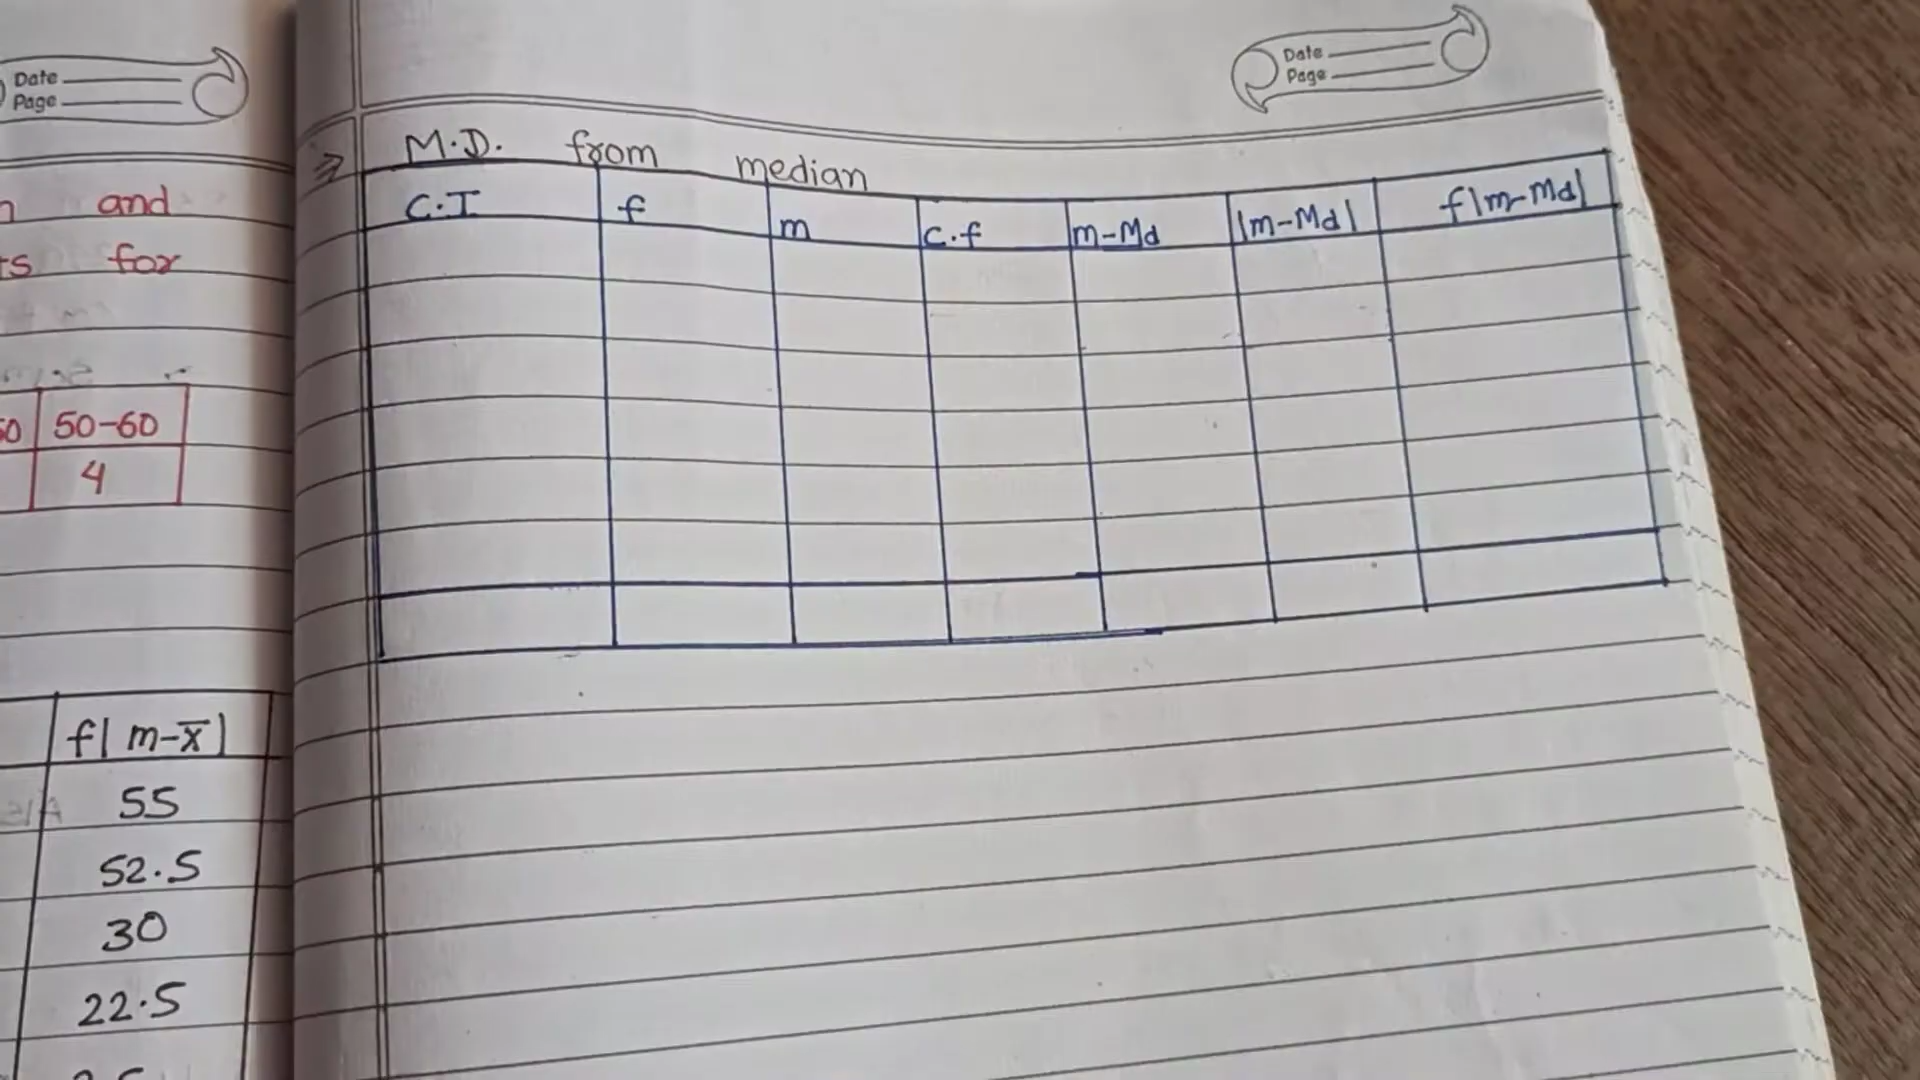 Date
Page
and
for
50-60
4
f| m-x̅ |
55
52.5
30
22.5
Date
Page
M.D. from median
C.I f m c.f m-Md |m-Md| f|m-Md|